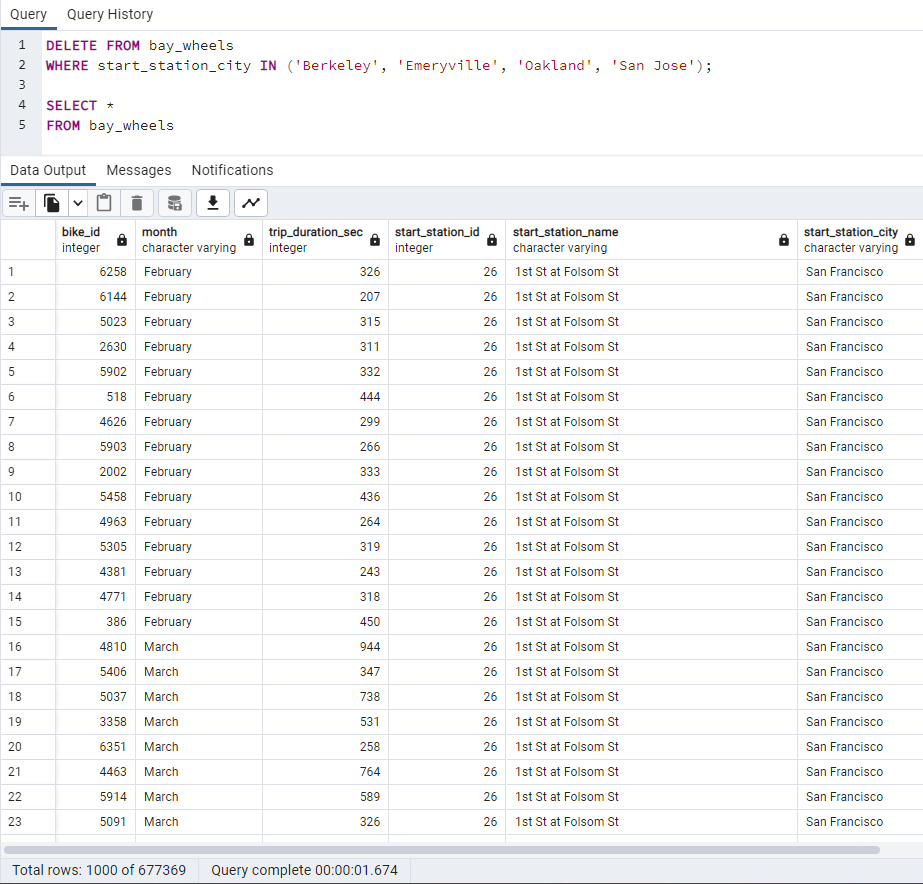 Query Query History
1 DELETE FROM bay_wheels
2 WHERE start_station_city IN ('Berkeley', 'Emeryville', 'Oakland', 'San Jose');
3
4 SELECT *
5 FROM bay_wheels
Data Output Messages Notifications
bike_id month trip_duration_sec start_station_id start_station_name start_station_city
integer character varying integer integer character varying character varying
1 6258 February 326 26 1st St at Folsom St San Francisco
2 6144 February 207 26 1st St at Folsom St San Francisco
3 5023 February 315 26 1st St at Folsom St San Francisco
4 2630 February 311 26 1st St at Folsom St San Francisco
5 5902 February 332 26 1st St at Folsom St San Francisco
6 518 February 444 26 1st St at Folsom St San Francisco
7 4626 February 299 26 1st St at Folsom St San Francisco
8 5903 February 266 26 1st St at Folsom St San Francisco
9 2002 February 333 26 1st St at Folsom St San Francisco
10 5458 February 436 26 1st St at Folsom St San Francisco
11 4963 February 264 26 1st St at Folsom St San Francisco
12 5305 February 319 26 1st St at Folsom St San Francisco
13 4381 February 243 26 1st St at Folsom St San Francisco
14 4771 February 318 26 1st St at Folsom St San Francisco
15 386 February 450 26 1st St at Folsom St San Francisco
16 4810 March 944 26 1st St at Folsom St San Francisco
17 5406 March 347 26 1st St at Folsom St San Francisco
18 5037 March 738 26 1st St at Folsom St San Francisco
19 3358 March 531 26 1st St at Folsom St San Francisco
20 6351 March 258 26 1st St at Folsom St San Francisco
21 4463 March 764 26 1st St at Folsom St San Francisco
22 5914 March 589 26 1st St at Folsom St San Francisco
23 5091 March 326 26 1st St at Folsom St San Francisco
Total rows: 1000 of 677369 Query complete 00:00:01.674